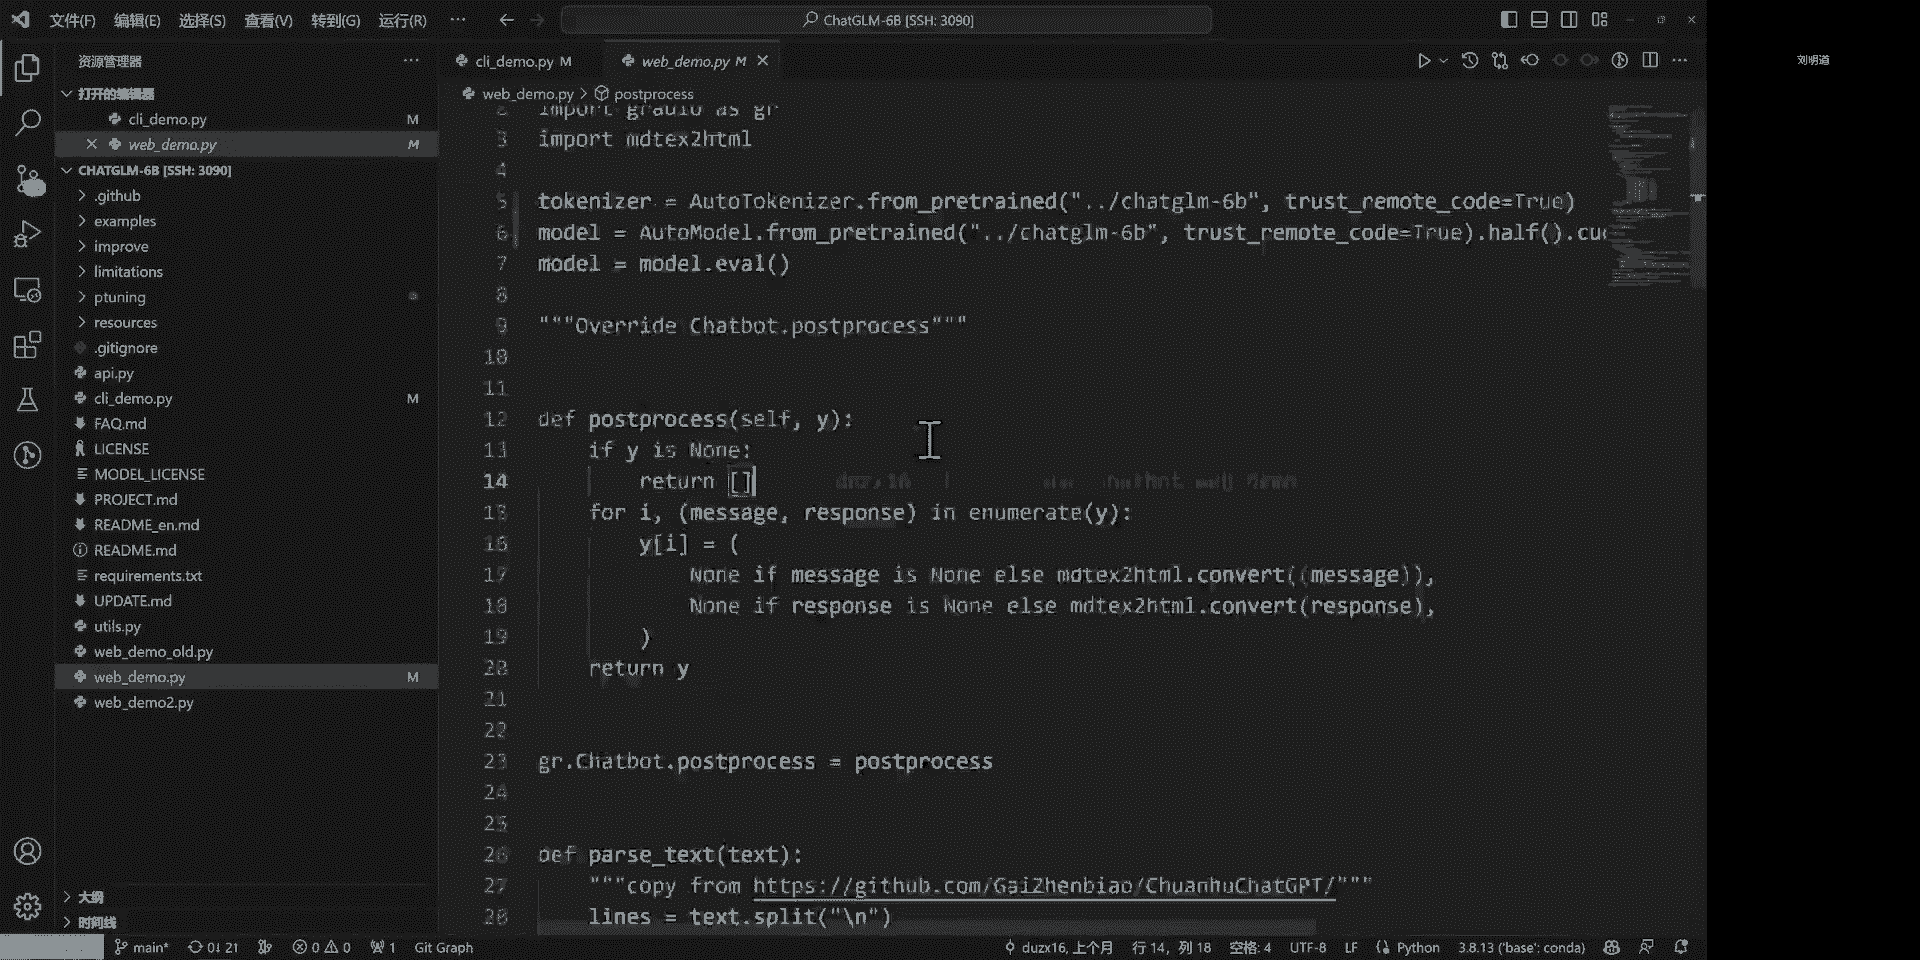 文件(F) 编辑(E) 选择(S) 查看(V) 转到(G) 运行(R) ··· ChatGLM-6B [SSH: 3090]
资源管理器 ···
cli_demo.py M web_demo.py M
刘明道
打开的编辑器
cli_demo.py M
web_demo.py M
CHATGLM-6B [SSH: 3090]
.github
examples
improve
limitations
ptuning
resources
.gitignore
api.py
cli_demo.py M
FAQ.md
LICENSE
MODEL_LICENSE
PROJECT.md
README_en.md
README.md
requirements.txt
UPDATE.md
utils.py
web_demo_old.py
web_demo.py M
web_demo2.py
大纲
时间线
web_demo.py > postprocess
2 import gradio as gr
3 import mdtex2html
4
5 tokenizer = AutoTokenizer.from_pretrained("../chatglm-6b", trust_remote_code=True)
6 model = AutoModel.from_pretrained("../chatglm-6b", trust_remote_code=True).half().cu
7 model = model.eval()
8
9 """Override Chatbot.postprocess"""
10
11
12 def postprocess(self, y):
13 if y is None:
14 return []
15 for i, (message, response) in enumerate(y):
16 y[i] = (
17 None if message is None else mdtex2html.convert((message)),
18 None if response is None else mdtex2html.convert(response),
19 )
20 return y
21
22
23 gr.Chatbot.postprocess = postprocess
24
25
26 def parse_text(text):
27 """copy from https://github.com/GaiZhenbiao/ChuanhuChatGPT/"""
28 lines = text.split("\n")
main* 0↓ 21 0 0 1 Git Graph duzx16, 上个月 行 14, 列 18 空格: 4 UTF-8 LF Python 3.8.13 ('base': conda)